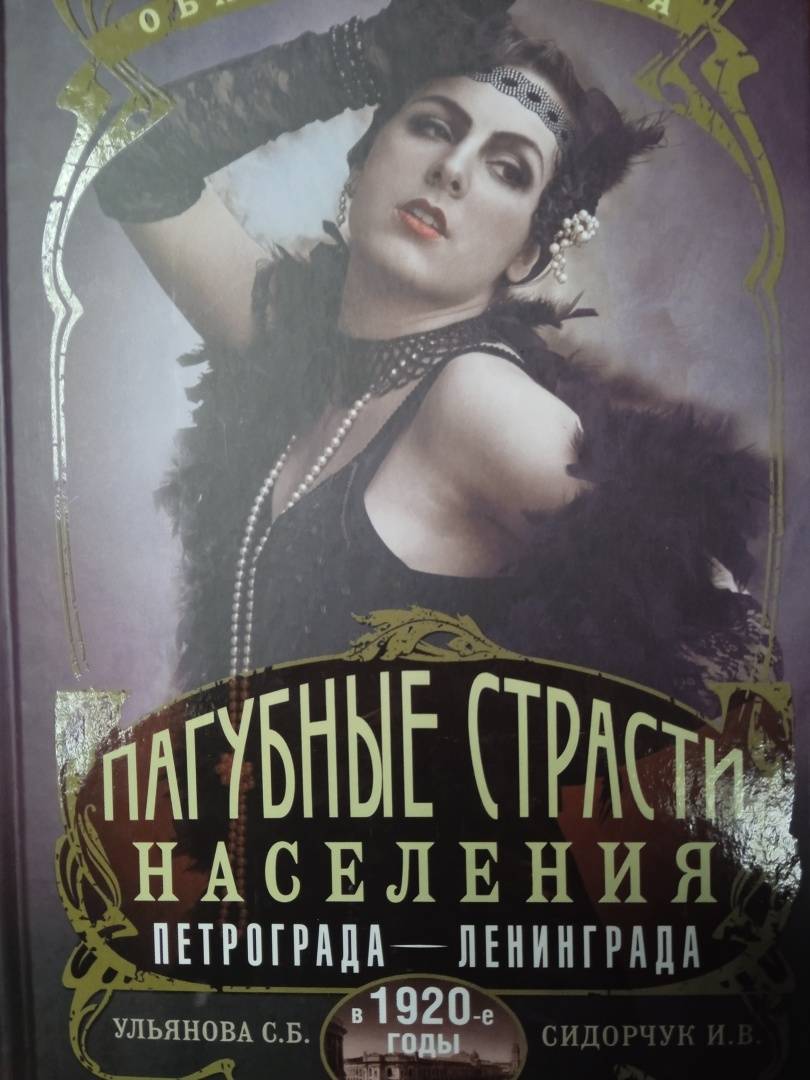 ПАГУБНЫЕ СТРАСТИ
НАСЕЛЕНИЯ
ПЕТРОГРАДА—ЛЕНИНГРАДА
в 1920-е
ГОДЫ
УЛЬЯНОВА С.Б.
СИДОРЧУК И.В.